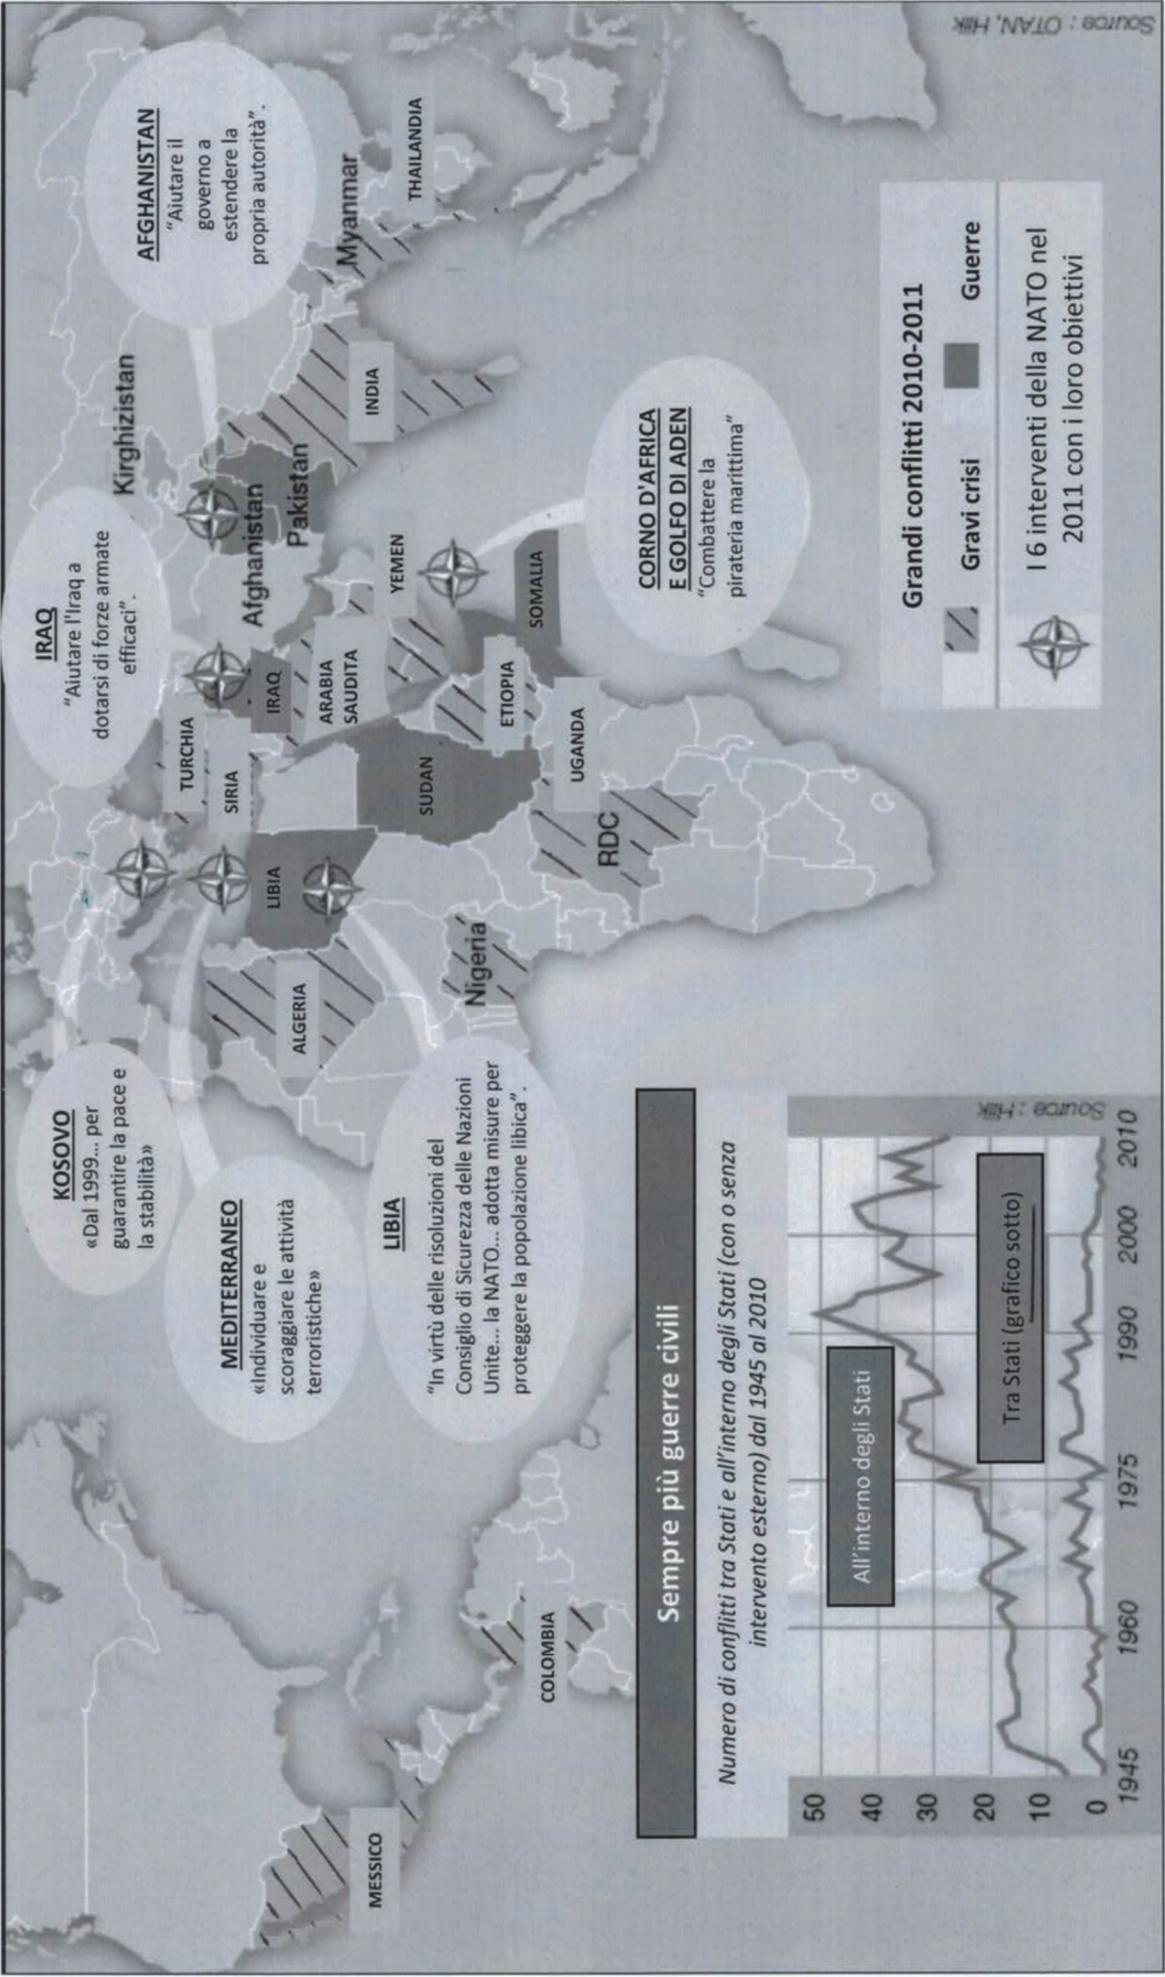 IRAQ
"Aiutare l'Iraq a
dotarsi di forze armate
efficaci".
AFGHANISTAN
"Aiutare il
governo a
estendere la
propria autorità".
KOSOVO
«Dal 1999... per
guarantire la pace e
la stabilità»
MEDITERRANEO
«Individuare e
scoraggiare le attività
terroristiche»
LIBIA
"In virtù delle risoluzioni del
Consiglio di Sicurezza delle Nazioni
Unite... la NATO... adotta misure per
proteggere la popolazione libica".
CORNO D'AFRICA
E GOLFO DI ADEN
"Combattere la
pirateria marittima"
Kirghizistan
TURCHIA
SIRIA
IRAQ
Afghanistan
Pakistan
Myanmar
THAILANDIA
INDIA
LIBIA
ALGERIA
ARABIA
SAUDITA
YEMEN
SUDAN
Nigeria
ETIOPIA
SOMALIA
UGANDA
RDC
MESSICO
COLOMBIA
Sempre più guerre civili
Numero di conflitti tra Stati e all'interno degli Stati (con o senza
intervento esterno) dal 1945 al 2010
50
40
30
20
10
0
All'interno degli Stati
Tra Stati (grafico sotto)
1945
1960
1975
1990
2000
2010
Source : Hiik
Grandi conflitti 2010-2011
Gravi crisi
Guerre
I 6 interventi della NATO nel
2011 con i loro obiettivi
Source : OTAN, Hiik